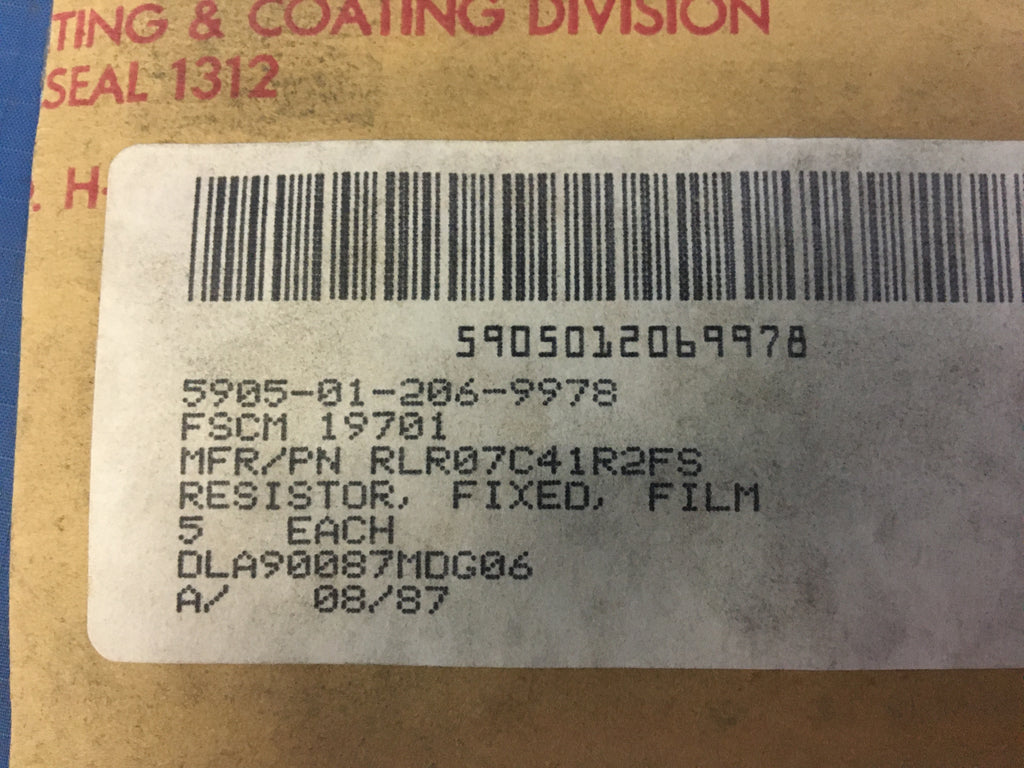 TING & COATING DIVISION
SEAL 1312
. H-
5905012069978
5905-01-206-9978
FSCM 19701
MFR/PN RLR07C41R2FS
RESISTOR, FIXED, FILM
5 EACH
DLA90087MDG06
A/ 08/87